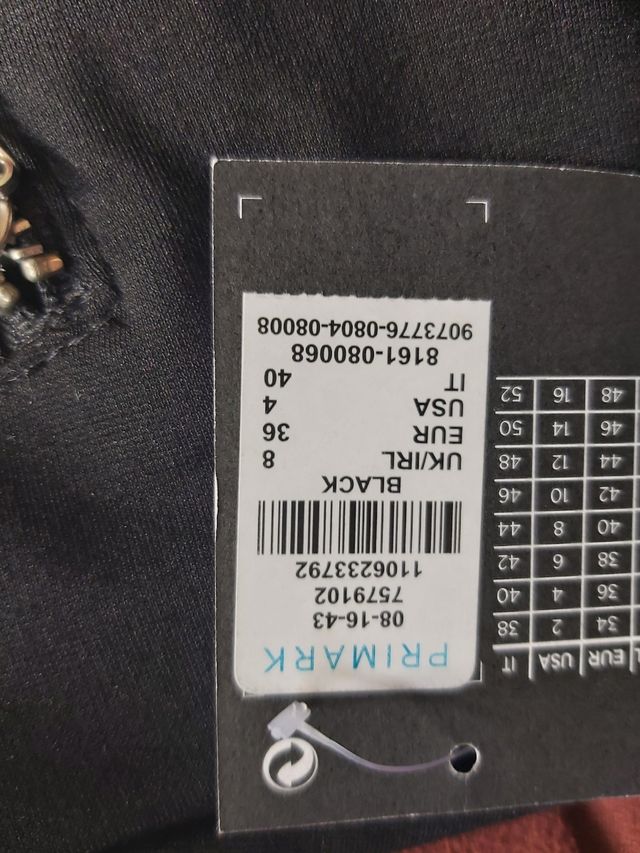 PRIMARK
08-16-43
7579102
1106233792
BLACK
UK/IRL 8
EUR 36
USA 4
IT 40
8161-080068
9073776-0804-08008
EUR USA IT
34 2 38
36 4 40
38 6 42
40 8 44
42 10 46
44 12 48
46 14 50
48 16 52